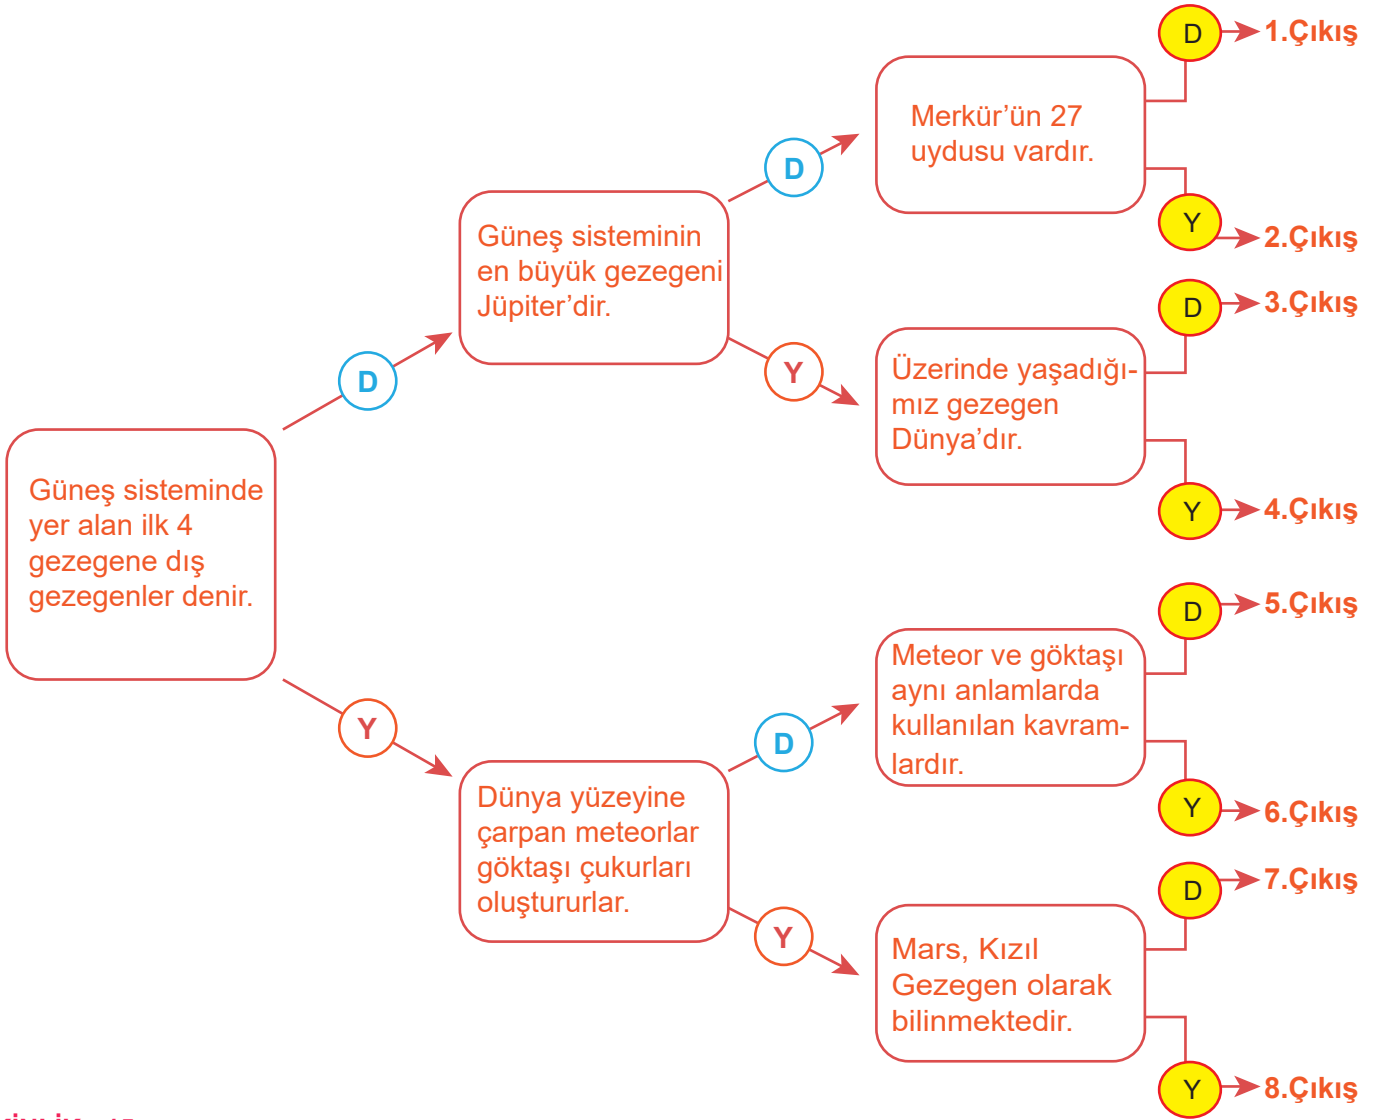 Güneş sisteminde
yer alan ilk 4
gezegene dış
gezegenler denir.
D
Y
Güneş sisteminin
en büyük gezegeni
Jüpiter’dir.
D
Y
Dünya yüzeyine
çarpan meteorlar
göktaşı çukurları
oluştururlar.
D
Y
Merkür’ün 27
uydusu vardır.
D
1.Çıkış
Y
2.Çıkış
Üzerinde yaşadığı-
mız gezegen
Dünya’dır.
D
3.Çıkış
Y
4.Çıkış
Meteor ve göktaşı
aynı anlamlarda
kullanılan kavram-
lardır.
D
5.Çıkış
Y
6.Çıkış
Mars, Kızıl
Gezegen olarak
bilinmektedir.
D
7.Çıkış
Y
8.Çıkış